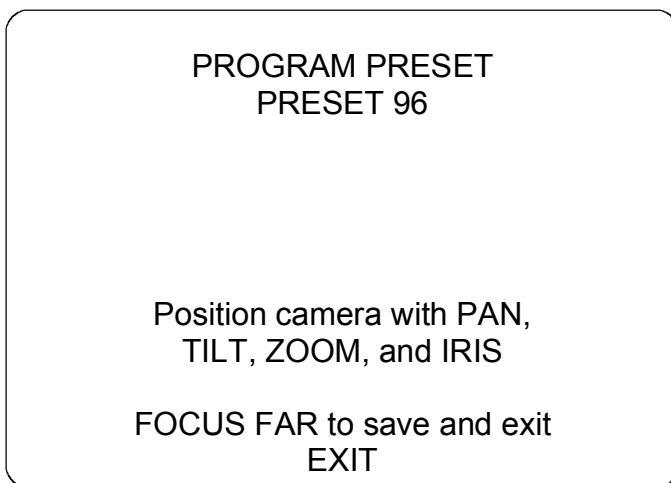 PROGRAM PRESET
PRESET 96
Position camera with PAN,
TILT, ZOOM, and IRIS
FOCUS FAR to save and exit
EXIT